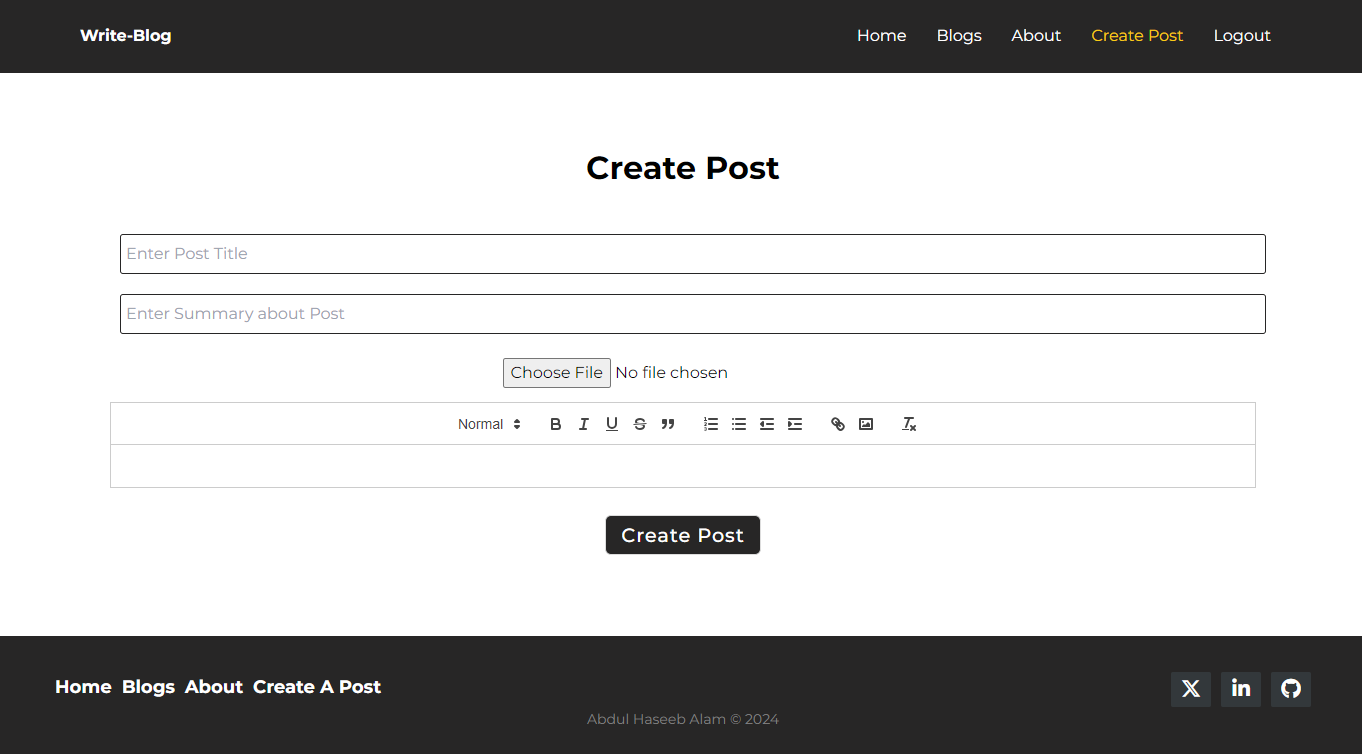 Write-Blog Home Blogs About Create Post Logout
Create Post
Enter Post Title
Enter Summary about Post
Choose File No file chosen
Normal
Create Post
Home Blogs About Create A Post
Abdul Haseeb Alam © 2024